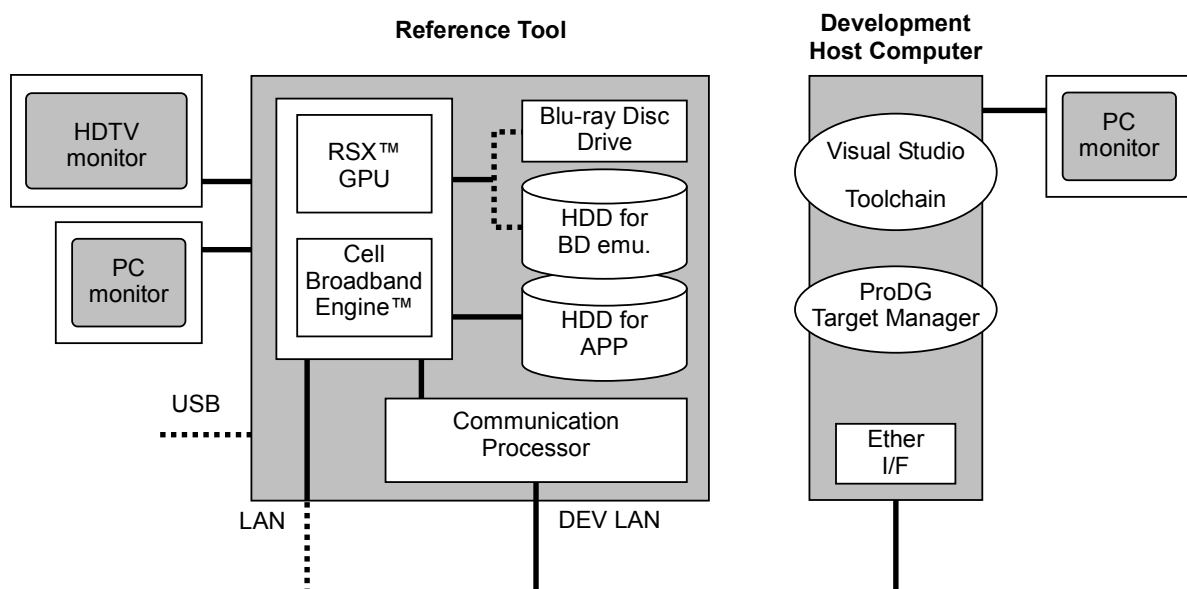 Reference Tool
Development
Host Computer
HDTV
monitor
PC
monitor
RSX™
GPU
Cell
Broadband
Engine™
Blu-ray Disc
Drive
HDD for
BD emu.
HDD for
APP
Communication
Processor
USB
LAN
DEV LAN
Visual Studio
Toolchain
ProDG
Target Manager
Ether
I/F
PC
monitor